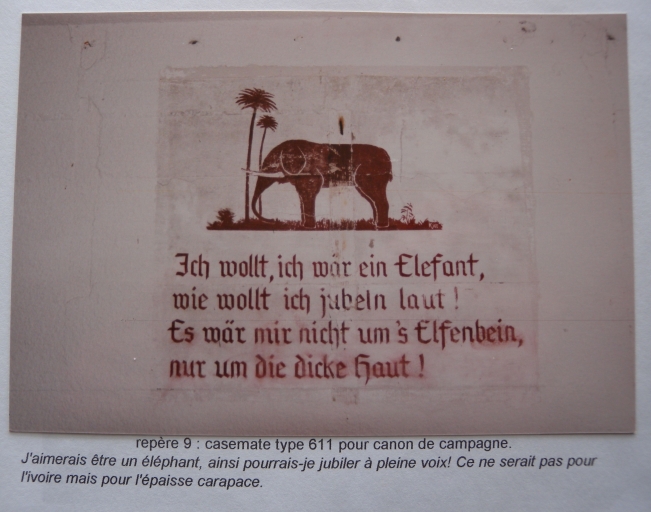 Ich wollt, ich wär ein Elefant,
wie wollt ich jubeln laut!
Es wär mir nicht um's Elfenbein,
nur um die dicke Haut!
repère 9 : casemate type 611 pour canon de campagne.
J'aimerais être un éléphant, ainsi pourrais-je jubiler à pleine voix! Ce ne serait pas pour
l'ivoire mais pour l'épaisse carapace.